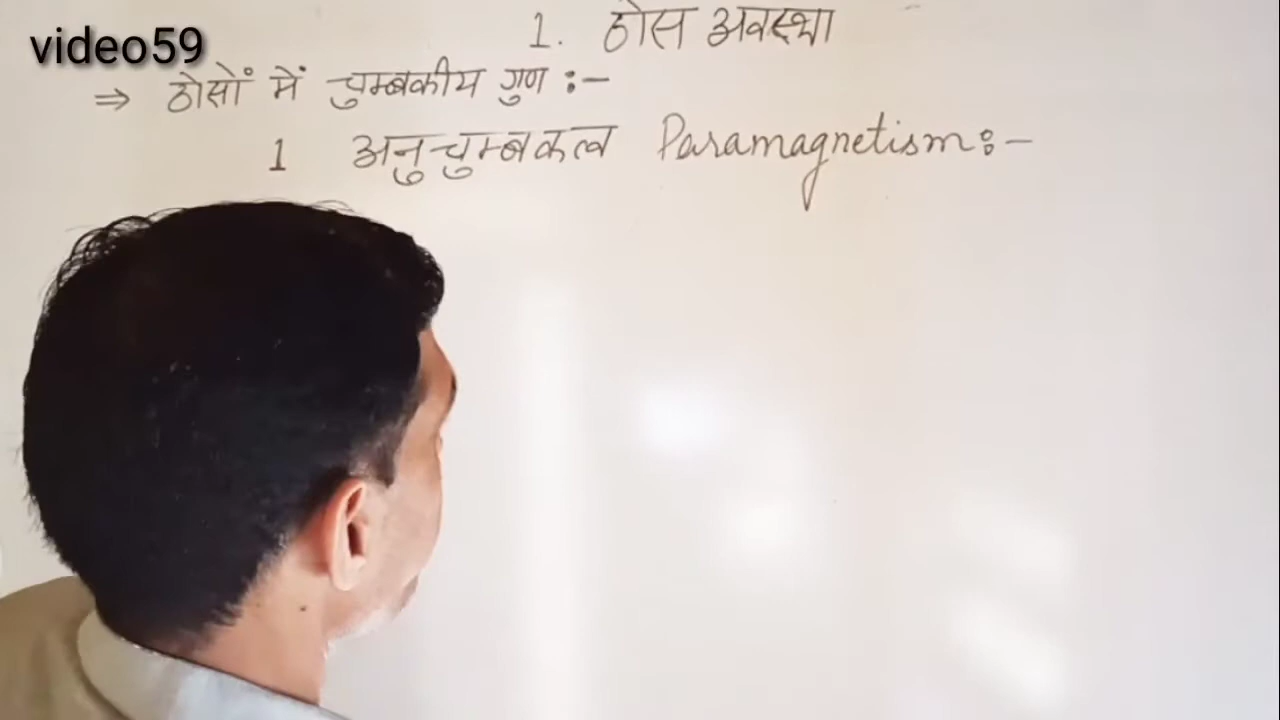 video59
1. ठोस अवस्था
⇒ ठोसों में चुम्बकीय गुण :-
1 अनुचुम्बकत्व Paramagnetism:-